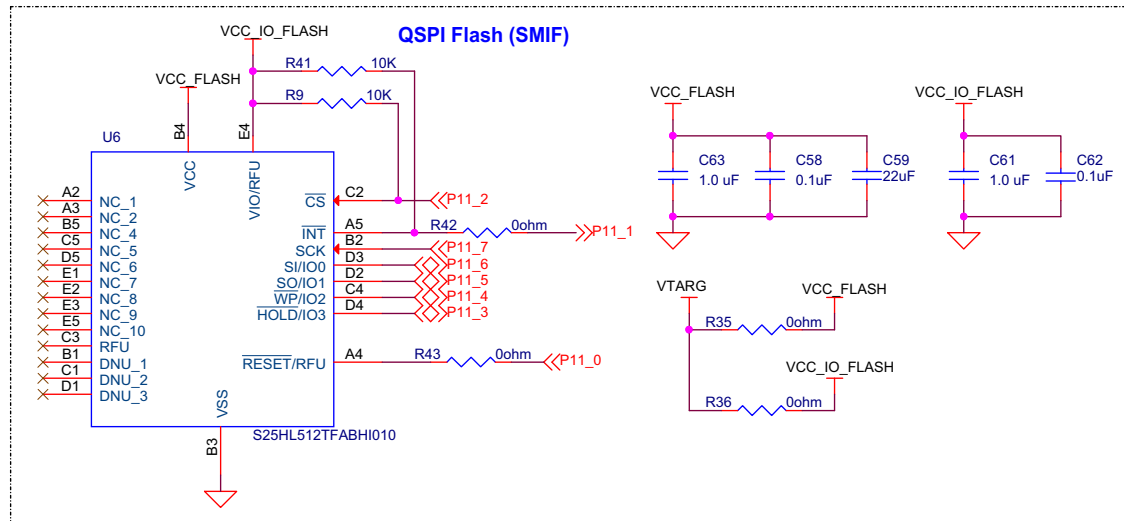 QSPI Flash (SMIF)
VCC_IO_FLASH
R41 10K
VCC_FLASH
R9 10K
B4
E4
U6
VCC
VIO/RFU
A2 NC_1
A3 NC_2
B5 NC_4
C5 NC_5
D5 NC_6
E1 NC_7
E2 NC_8
E3 NC_9
E5 NC_10
C3 RFU
B1 DNU_1
C1 DNU_2
D1 DNU_3
CS C2 P11_2
INT A5 R42 0ohm P11_1
SCK B2 P11_7
SI/IO0 D3 P11_6
SO/IO1 D2 P11_5
WP/IO2 C4 P11_4
HOLD/IO3 D4 P11_3
RESET/RFU A4 R43 0ohm P11_0
VSS
B3
S25HL512TFABHI010
VCC_FLASH
C63
1.0 uF
C58
0.1uF
C59
22uF
VCC_IO_FLASH
C61
1.0 uF
C62
0.1uF
VTARG
VCC_FLASH
R35 0ohm
VCC_IO_FLASH
R36 0ohm